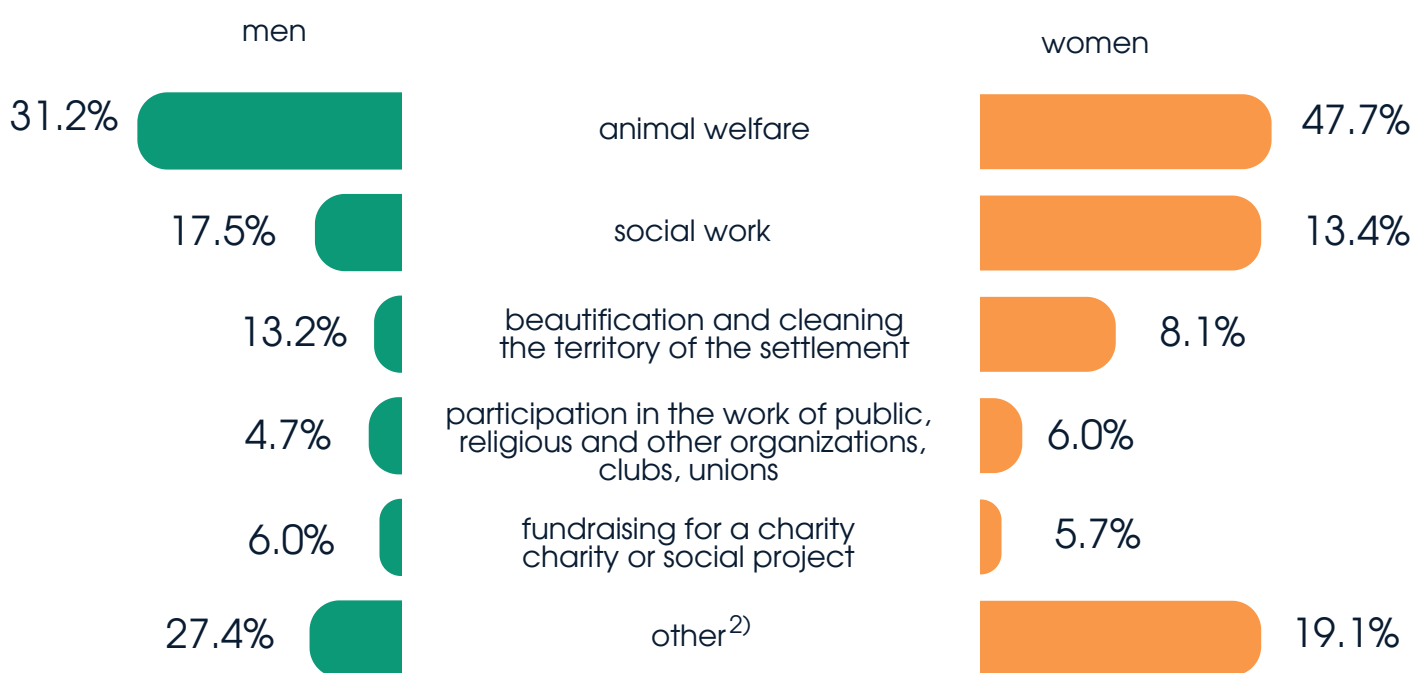 men
women
31.2%
animal welfare
47.7%
17.5%
social work
13.4%
13.2%
beautification and cleaning
the territory of the settlement
8.1%
4.7%
participation in the work of public,
religious and other organizations,
clubs, unions
6.0%
6.0%
fundraising for a charity
charity or social project
5.7%
27.4%
other 2)
19.1%